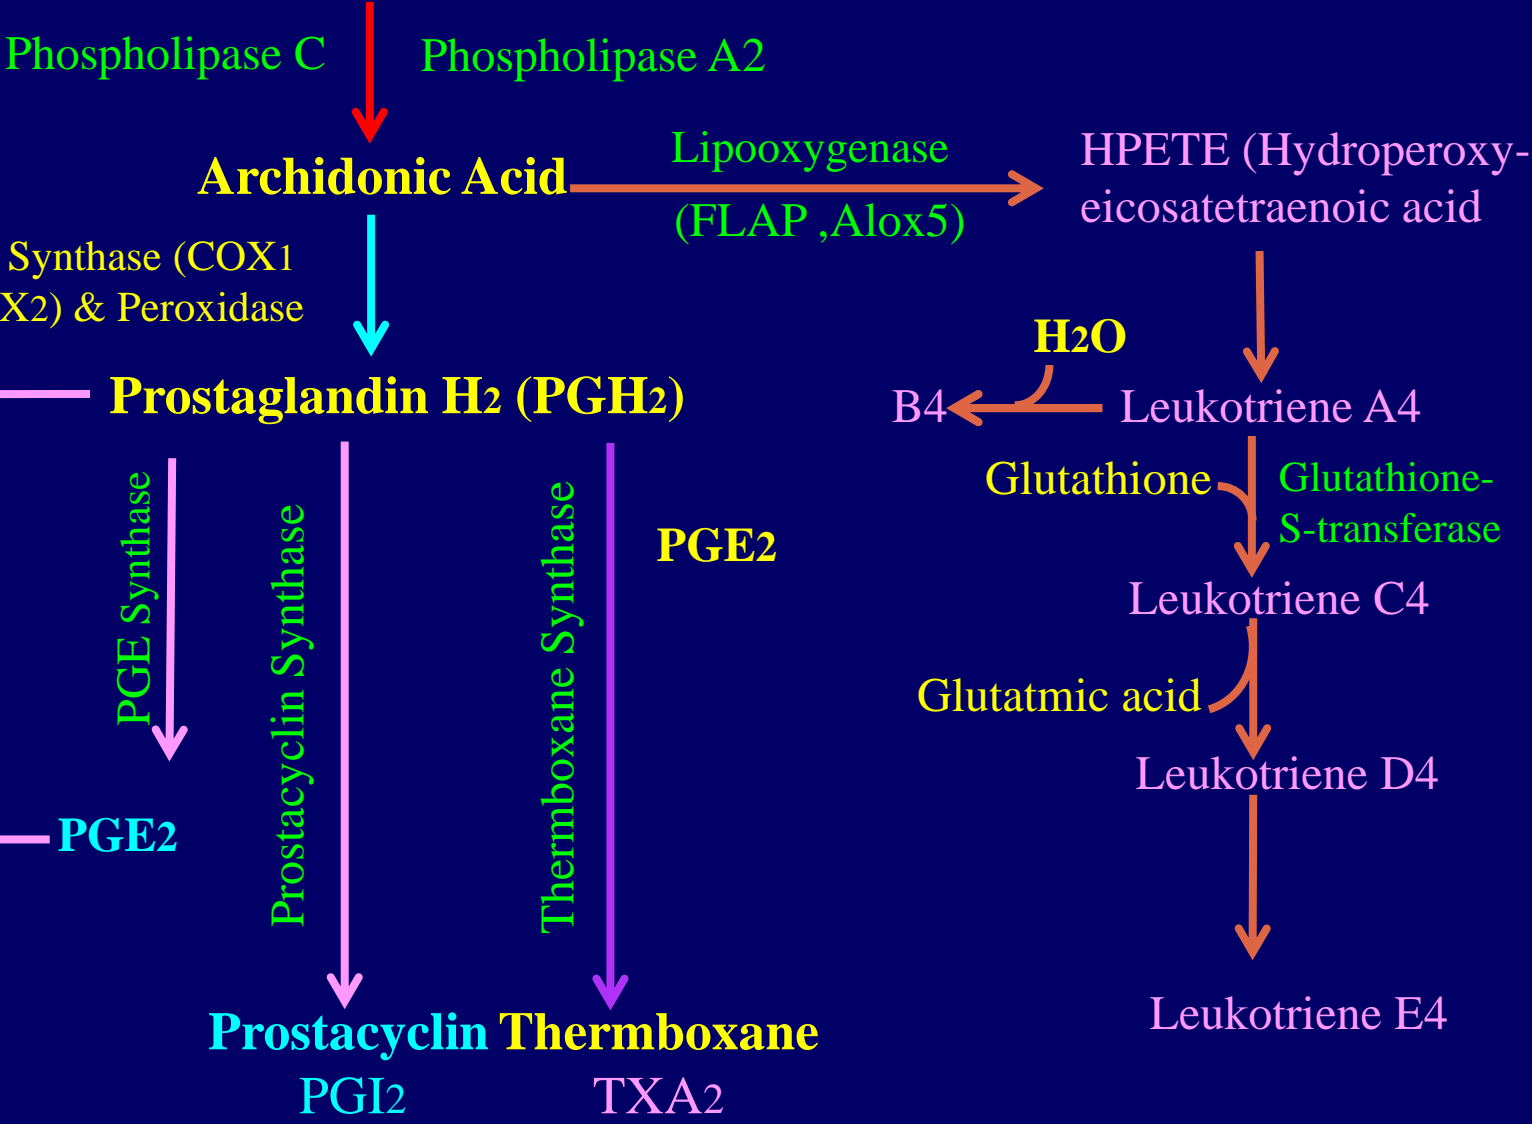 Phospholipase C
Phospholipase A2
Archidonic Acid
Lipooxygenase
(FLAP ,Alox5)
HPETE (Hydroperoxy-
eicosatetraenoic acid
Synthase (COX1
X2) & Peroxidase
H2O
Prostaglandin H2 (PGH2)
B4
Leukotriene A4
Glutathione
Glutathione-
S-transferase
PGE Synthase
Prostacyclin Synthase
Thermboxane Synthase
PGE2
Leukotriene C4
Glutatmic acid
Leukotriene D4
PGE2
Leukotriene E4
Prostacyclin
PGI2
Thermboxane
TXA2